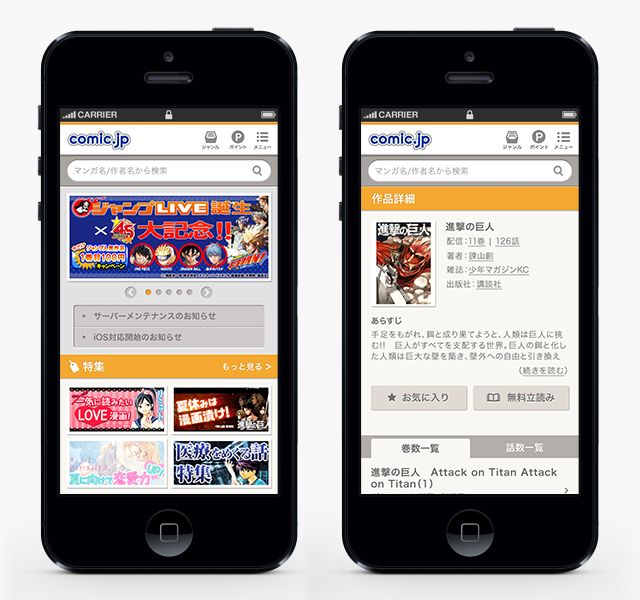 CARRIER
comic.jp
ジャンル
ポイント
メニュー
マンガ名/作者名から検索
ジャンプLIVE誕生
×45大記念!!
1冊目100円
キャンペーン
ONE PIECE
NARUTO
DRAGON BALL
サーバーメンテナンスのお知らせ
iOS対応開始のお知らせ
特集
もっと見る >
一気に読みたい
LOVE漫画!
夏休みは
漫画漬け!
夏に向けて恋愛力
UP!
医療をめぐる話
特集
CARRIER
comic.jp
ジャンル
ポイント
メニュー
マンガ名/作者名から検索
作品詳細
進撃の巨人
進撃の巨人
配信:11巻 | 126話
著者:諫山創
雑誌:少年マガジンKC
出版社:講談社
あらすじ
手足をもがれ、餌と成り果てようと、人類は巨人に挑
む!! 巨人がすべてを支配する世界。巨人の餌と化し
た人類は巨大な壁を築き、壁外への自由と引き換え
(続きを読む)
★ お気に入り
無料立読み
巻数一覧
話数一覧
進撃の巨人 Attack on Titan Attack
on Titan(1)